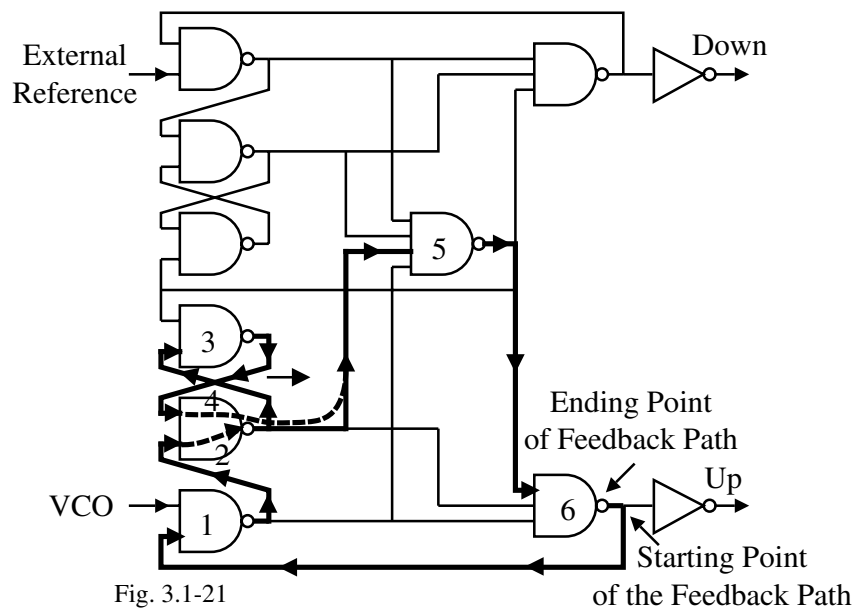 External
Reference
Down
5
3
4
2
Ending Point
of Feedback Path
VCO
1
6
Up
Starting Point
of the Feedback Path
Fig. 3.1-21